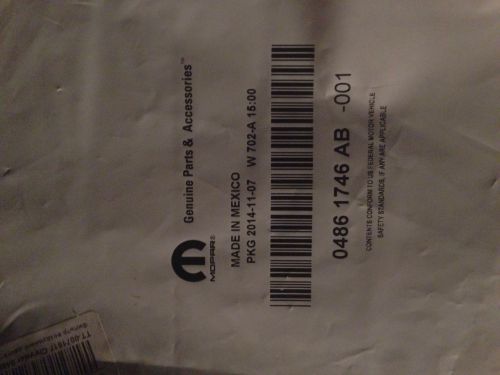 Genuine Parts & Accessories™
MOPAR®
MADE IN MEXICO
PKG 2014-11-07 W 702-A 15:00
0486 1746 AB -001
CONTENTS CONFORM TO US FEDERAL MOTOR VEHICLE
SAFETY STANDARDS, IF ANY ARE APPLICABLE